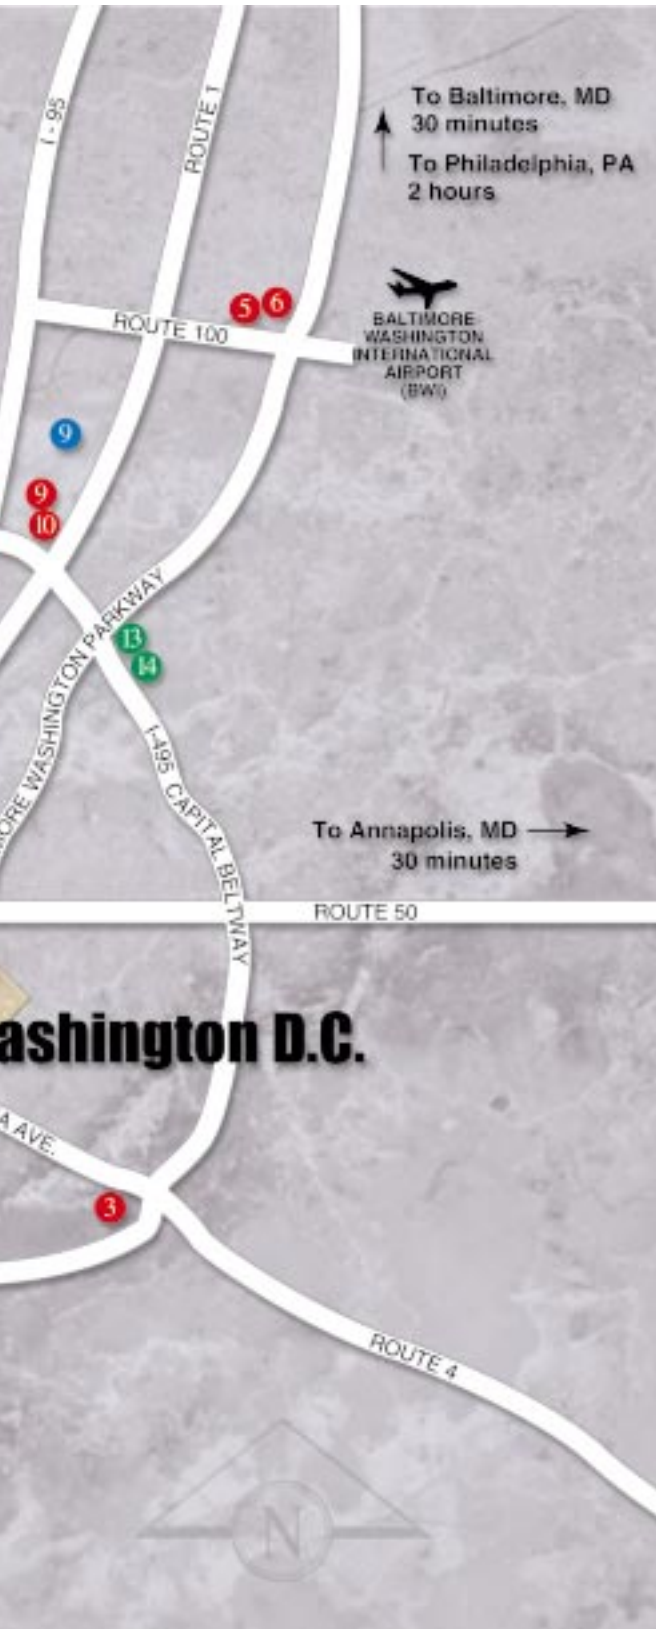 I - 95
ROUTE 1
To Baltimore, MD
30 minutes
To Philadelphia, PA
2 hours
5
6
ROUTE 100
BALTIMORE
WASHINGTON
INTERNATIONAL
AIRPORT
(BWI)
9
9
10
WASHINGTON PARKWAY
13
14
I-495 CAPITAL BELTWAY
To Annapolis, MD
30 minutes
ROUTE 50
ashington D.C.
A AVE.
3
ROUTE 4
N